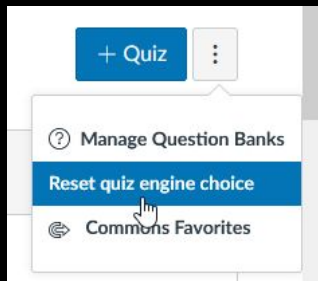 + Quiz
Manage Question Banks
Reset quiz engine choice
Commons Favorites